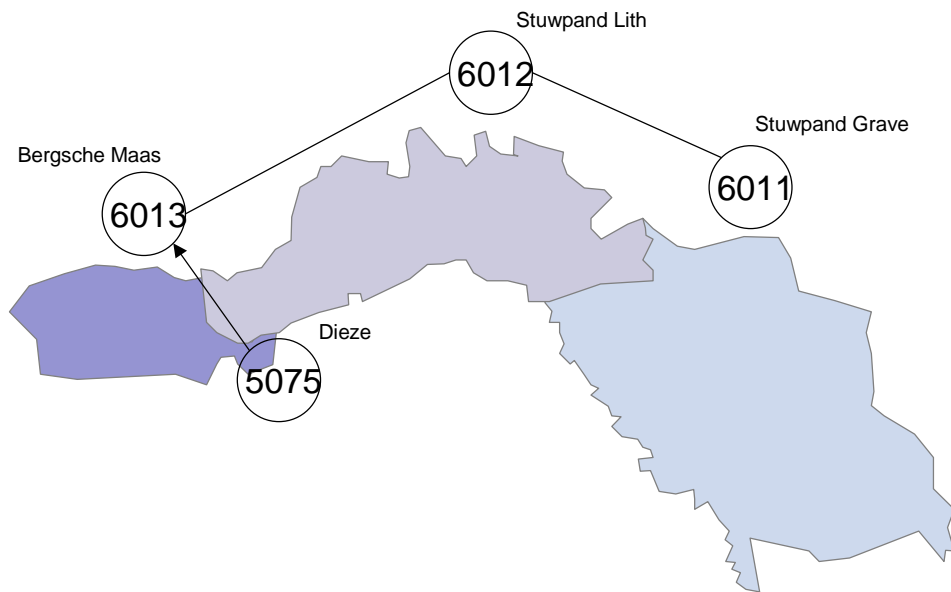 Stuwpand Lith
6012
Stuwpand Grave
6011
Bergsche Maas
6013
Dieze
5075